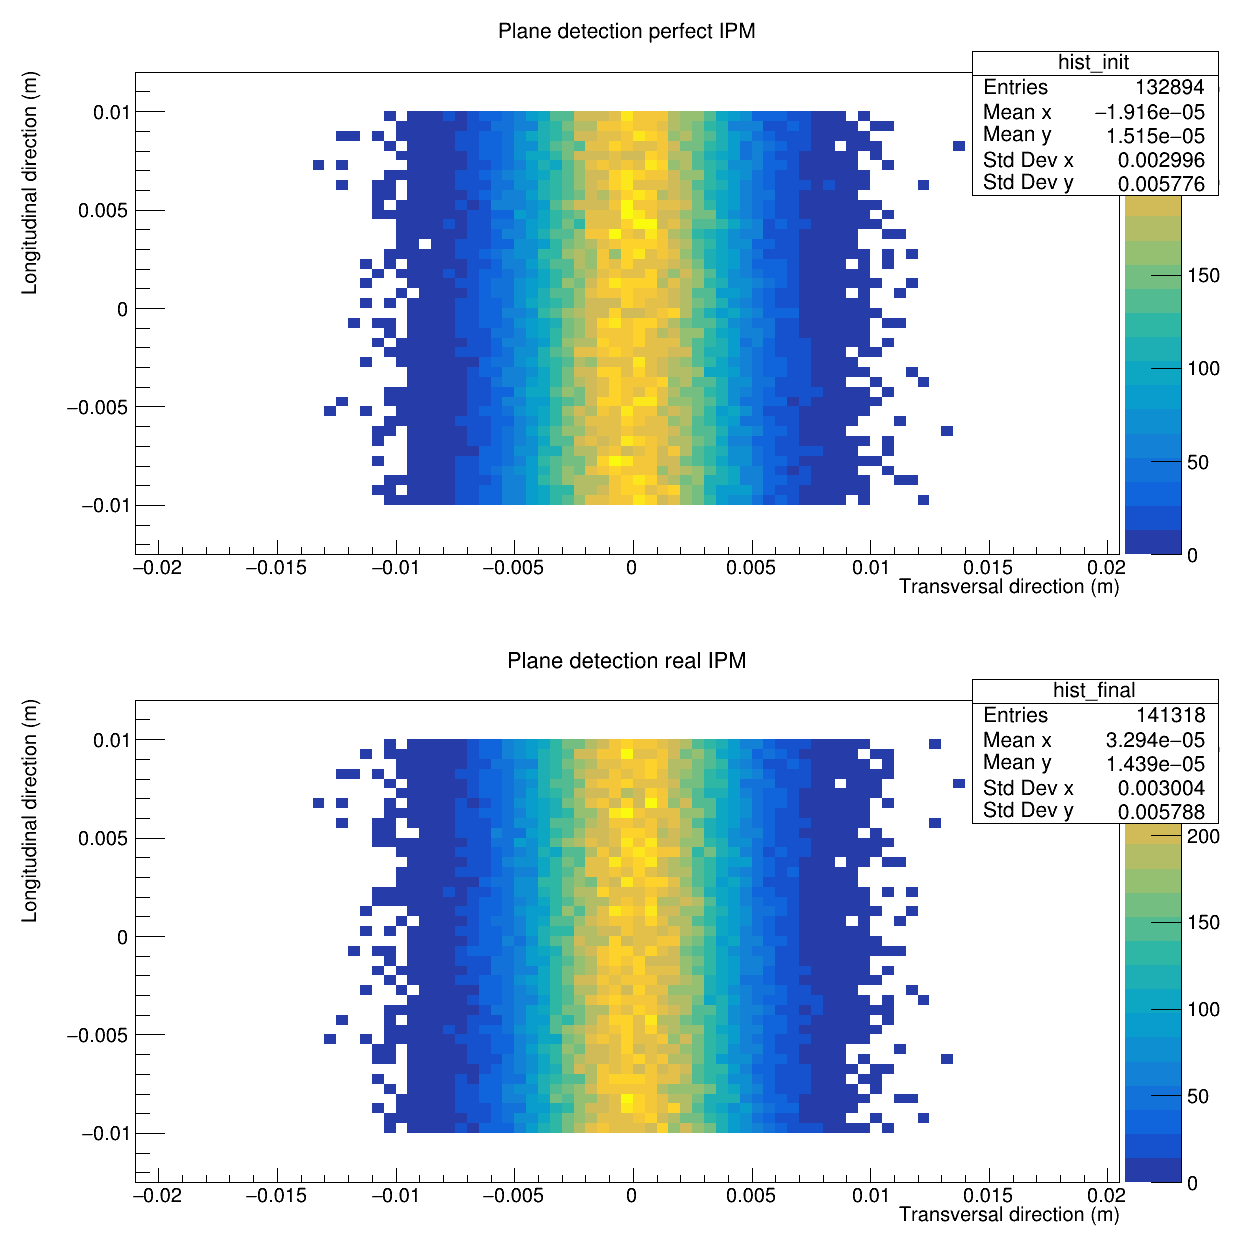 Plane detection perfect IPM
hist_init
Entries 132894
Mean x −1.916e−05
Mean y 1.515e−05
Std Dev x 0.002996
Std Dev y 0.005776
Longitudinal direction (m)
0.01
0.005
0
−0.005
−0.01
150
100
50
0
−0.02 −0.015 −0.01 −0.005 0 0.005 0.01 0.015 0.02
Transversal direction (m)
Plane detection real IPM
hist_final
Entries 141318
Mean x 3.294e−05
Mean y 1.439e−05
Std Dev x 0.003004
Std Dev y 0.005788
Longitudinal direction (m)
0.01
0.005
0
−0.005
−0.01
200
150
100
50
0
−0.02 −0.015 −0.01 −0.005 0 0.005 0.01 0.015 0.02
Transversal direction (m)